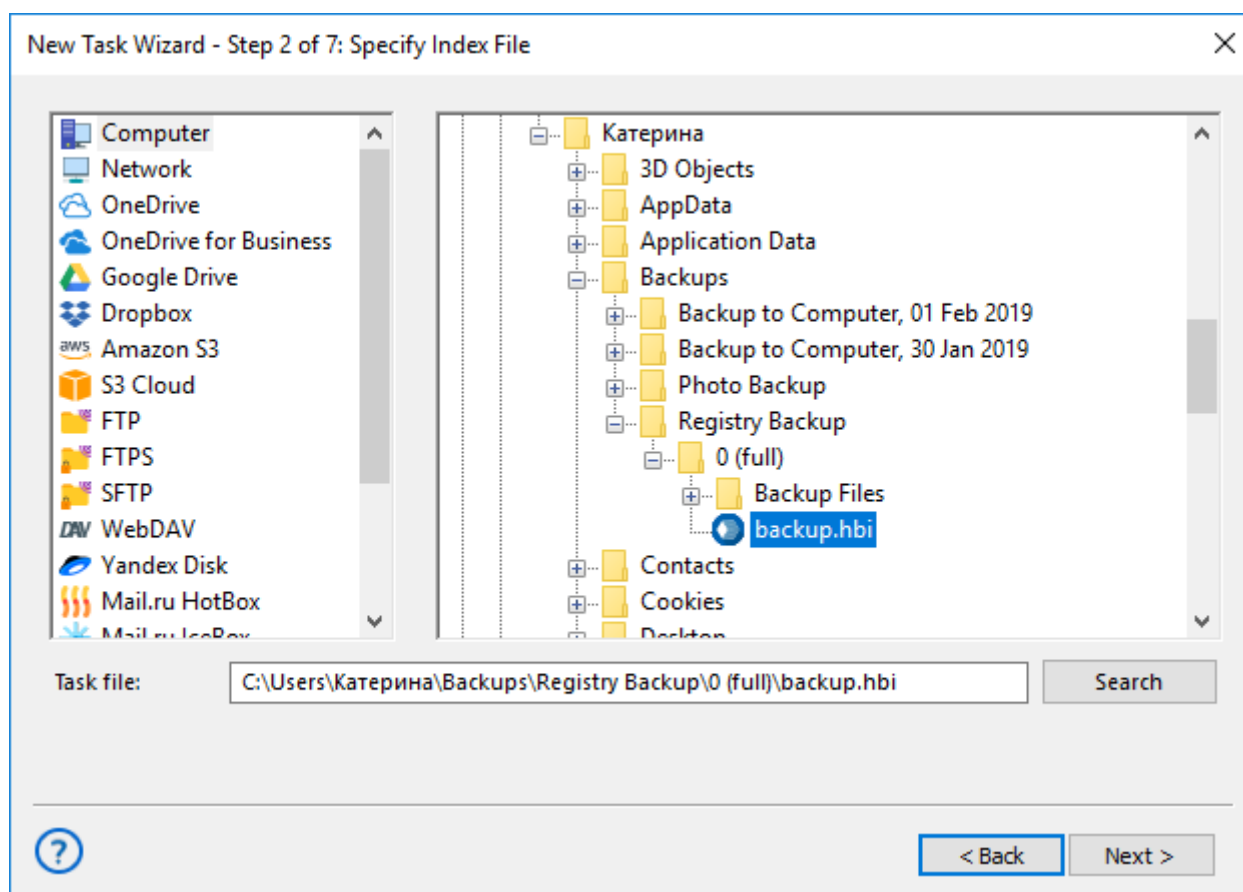 New Task Wizard - Step 2 of 7: Specify Index File
Computer
Network
OneDrive
OneDrive for Business
Google Drive
Dropbox
aws Amazon S3
S3 Cloud
FTP
FTPS
SFTP
DAV WebDAV
Yandex Disk
Mail.ru HotBox
Mail.ru IceBox
Катерина
3D Objects
AppData
Application Data
Backups
Backup to Computer, 01 Feb 2019
Backup to Computer, 30 Jan 2019
Photo Backup
Registry Backup
0 (full)
Backup Files
backup.hbi
Contacts
Cookies
Desktop
Task file: C:\Users\Катерина\Backups\Registry Backup\0 (full)\backup.hbi Search
? < Back Next >